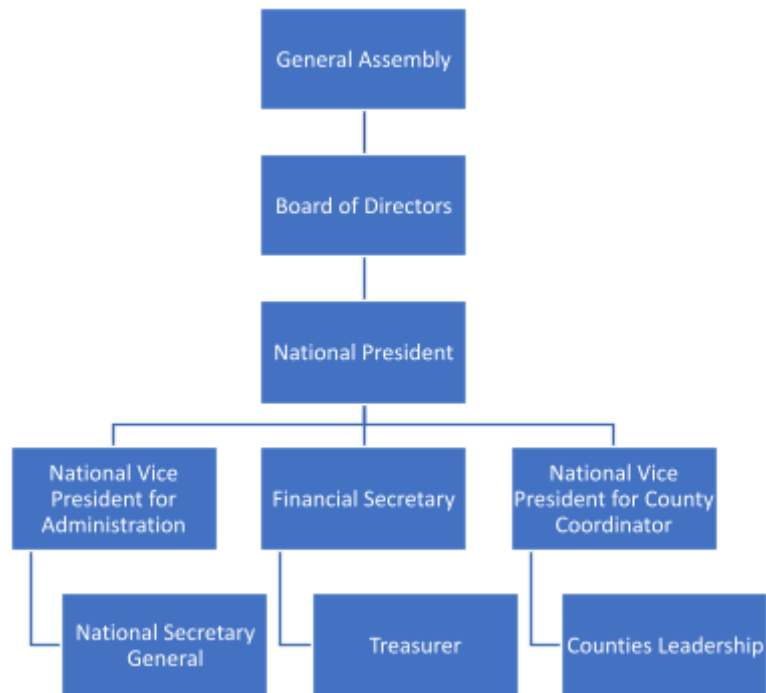 General Assembly
Board of Directors
National President
National Vice
President for
Administration
Financial Secretary
National Vice
President for County
Coordinator
National Secretary
General
Treasurer
Counties Leadership